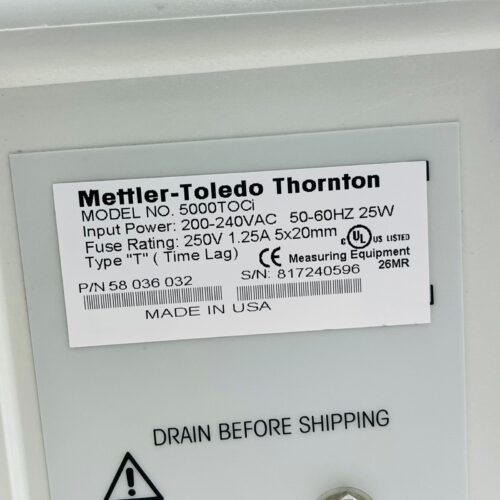 Mettler-Toledo Thornton
MODEL NO. 5000TOCi
Input Power: 200-240VAC 50-60HZ 25W
Fuse Rating: 250V 1.25A 5x20mm
Type "T" ( Time Lag)
c UL US LISTED
CE Measuring Equipment
26MR
P/N 58 036 032
S/N: 817240596
MADE IN USA
DRAIN BEFORE SHIPPING